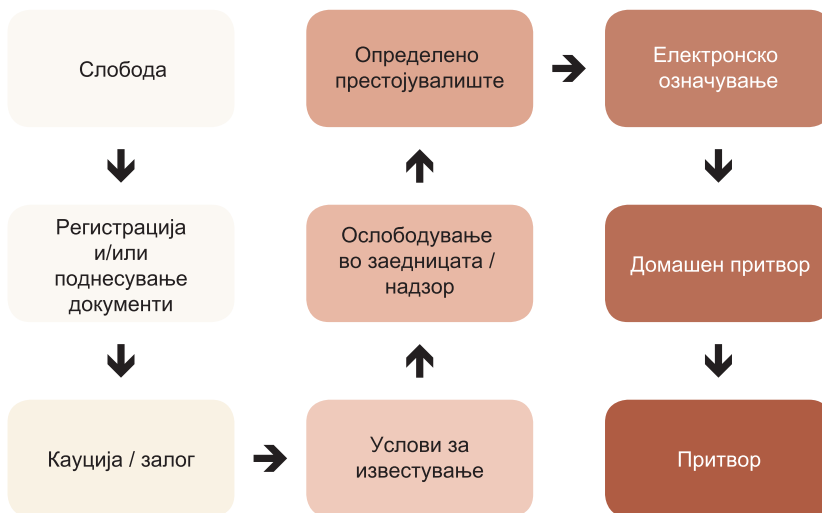 Слобода
Регистрација
и/или
поднесување
документи
Кауција / залог
Услови за
известување
Ослободување
во заедницата /
надзор
Определено
престојувалиште
Електронско
означување
Домашен притвор
Притвор